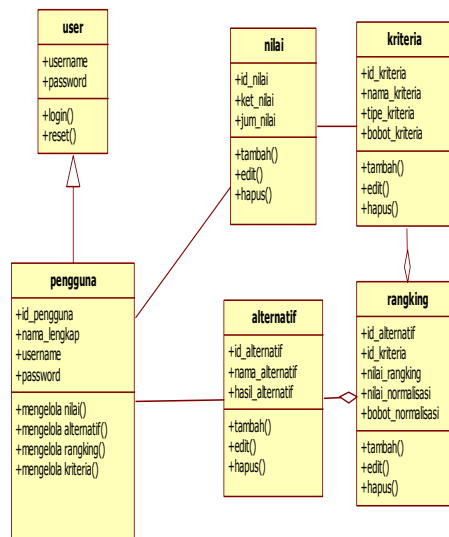 user
+username
+password
+login()
+reset()
nilai
+id_nilai
+ket_nilai
+jum_nilai
+tambah()
+edit()
+hapus()
kriteria
+id_kriteria
+nama_kriteria
+tipe_kriteria
+bobot_kriteria
+tambah()
+edit()
+hapus()
pengguna
+id_pengguna
+nama_lengkap
+username
+password
+mengelola nilai()
+mengelola alternatif()
+mengelola rangking()
+mengelola kriteria()
alternatif
+id_alternatif
+nama_alternatif
+hasil_alternatif
+tambah()
+edit()
+hapus()
rangking
+id_alternatif
+id_kriteria
+nilai_rangking
+nilai_normalisasi
+bobot_normalisasi
+tambah()
+edit()
+hapus()